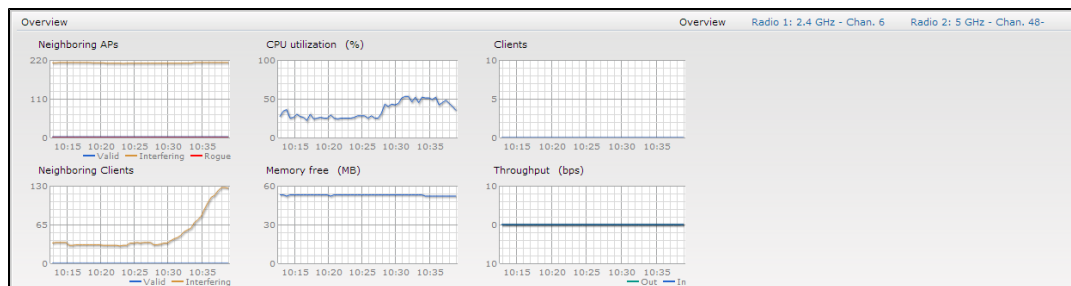 Overview
Overview Radio 1: 2.4 GHz - Chan. 6 Radio 2: 5 GHz - Chan. 48-
Neighboring APs
220
110
0
10:15 10:20 10:25 10:30 10:35
Valid Interfering Rogue
CPU utilization (%)
100
50
0
10:15 10:20 10:25 10:30 10:35
Clients
10
5
0
10:15 10:20 10:25 10:30 10:35
Neighboring Clients
130
65
0
10:15 10:20 10:25 10:30 10:35
Valid Interfering
Memory free (MB)
60
30
0
10:15 10:20 10:25 10:30 10:35
Throughput (bps)
10
0
10
10:15 10:20 10:25 10:30 10:35
Out In